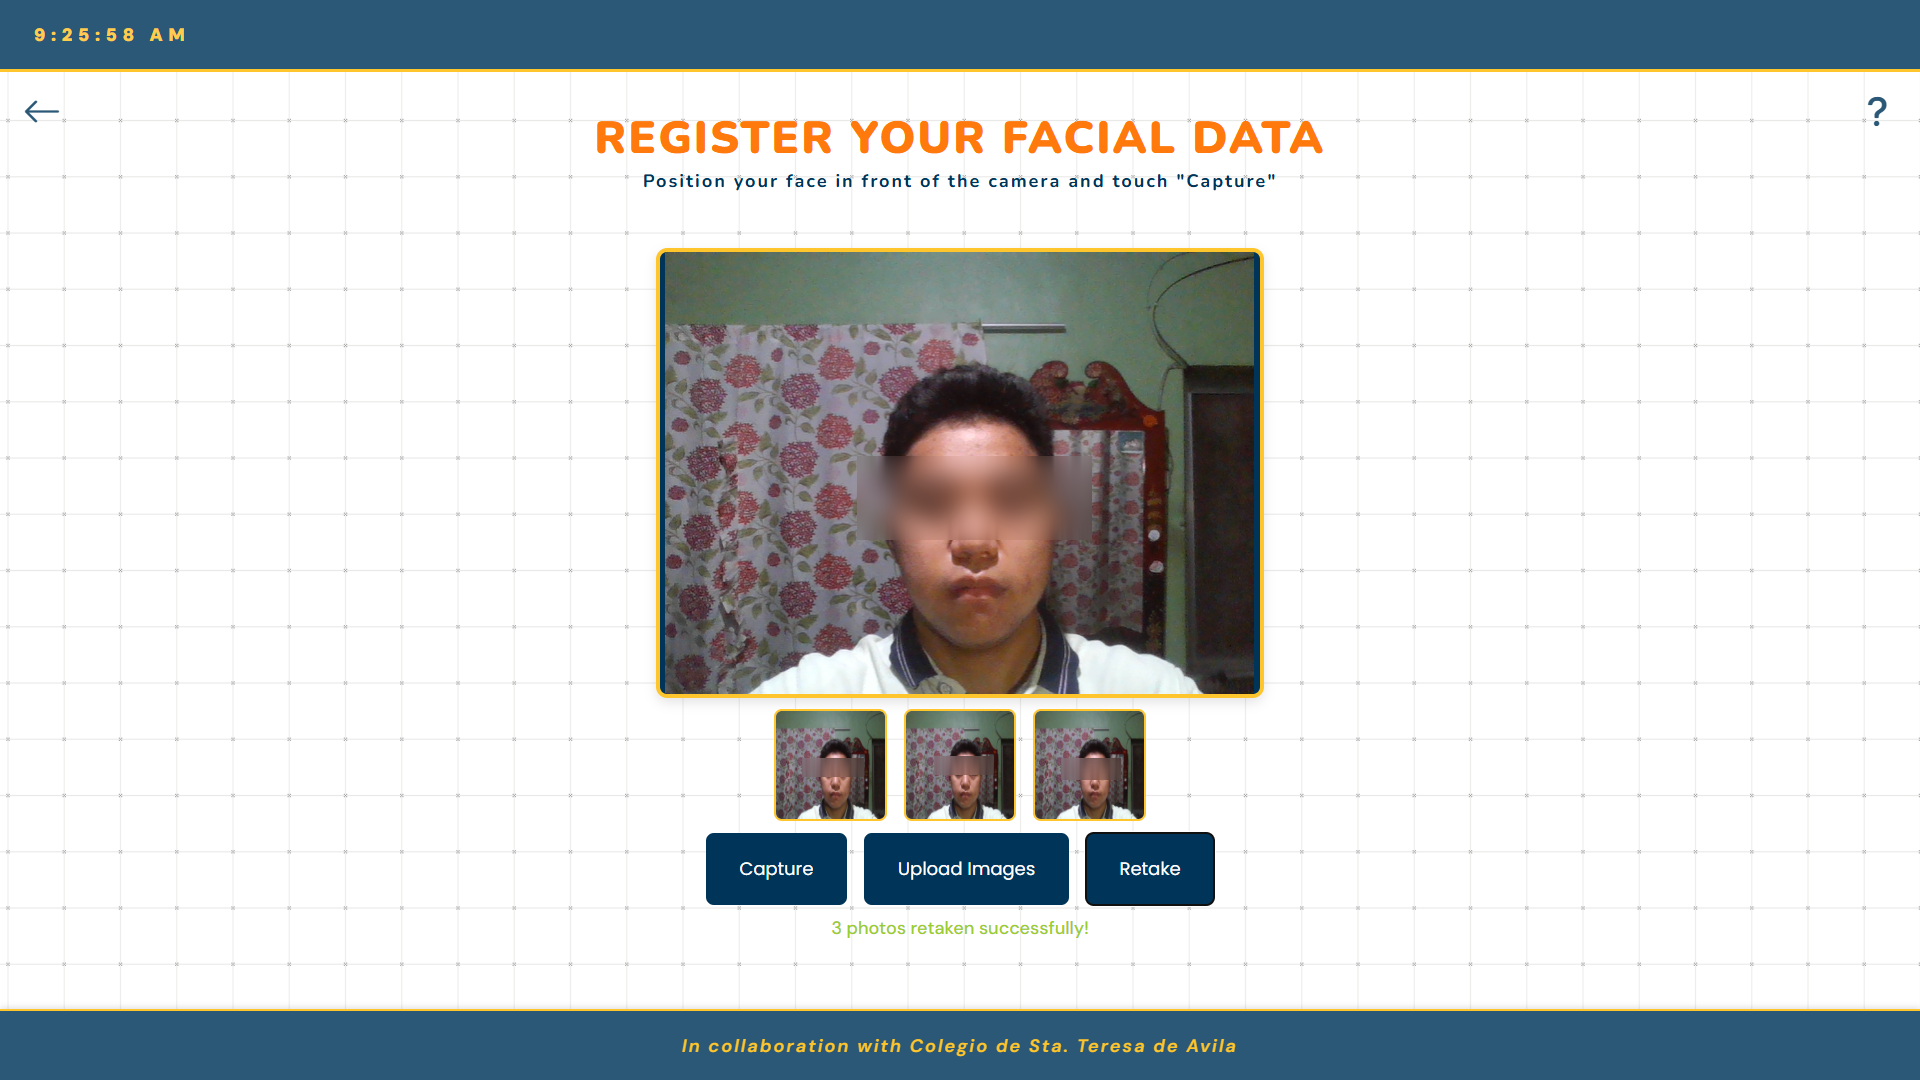 9:25:58 AM
?
REGISTER YOUR FACIAL DATA
Position your face in front of the camera and touch "Capture"
Capture
Upload Images
Retake
3 photos retaken successfully!
In collaboration with Colegio de Sta. Teresa de Avila